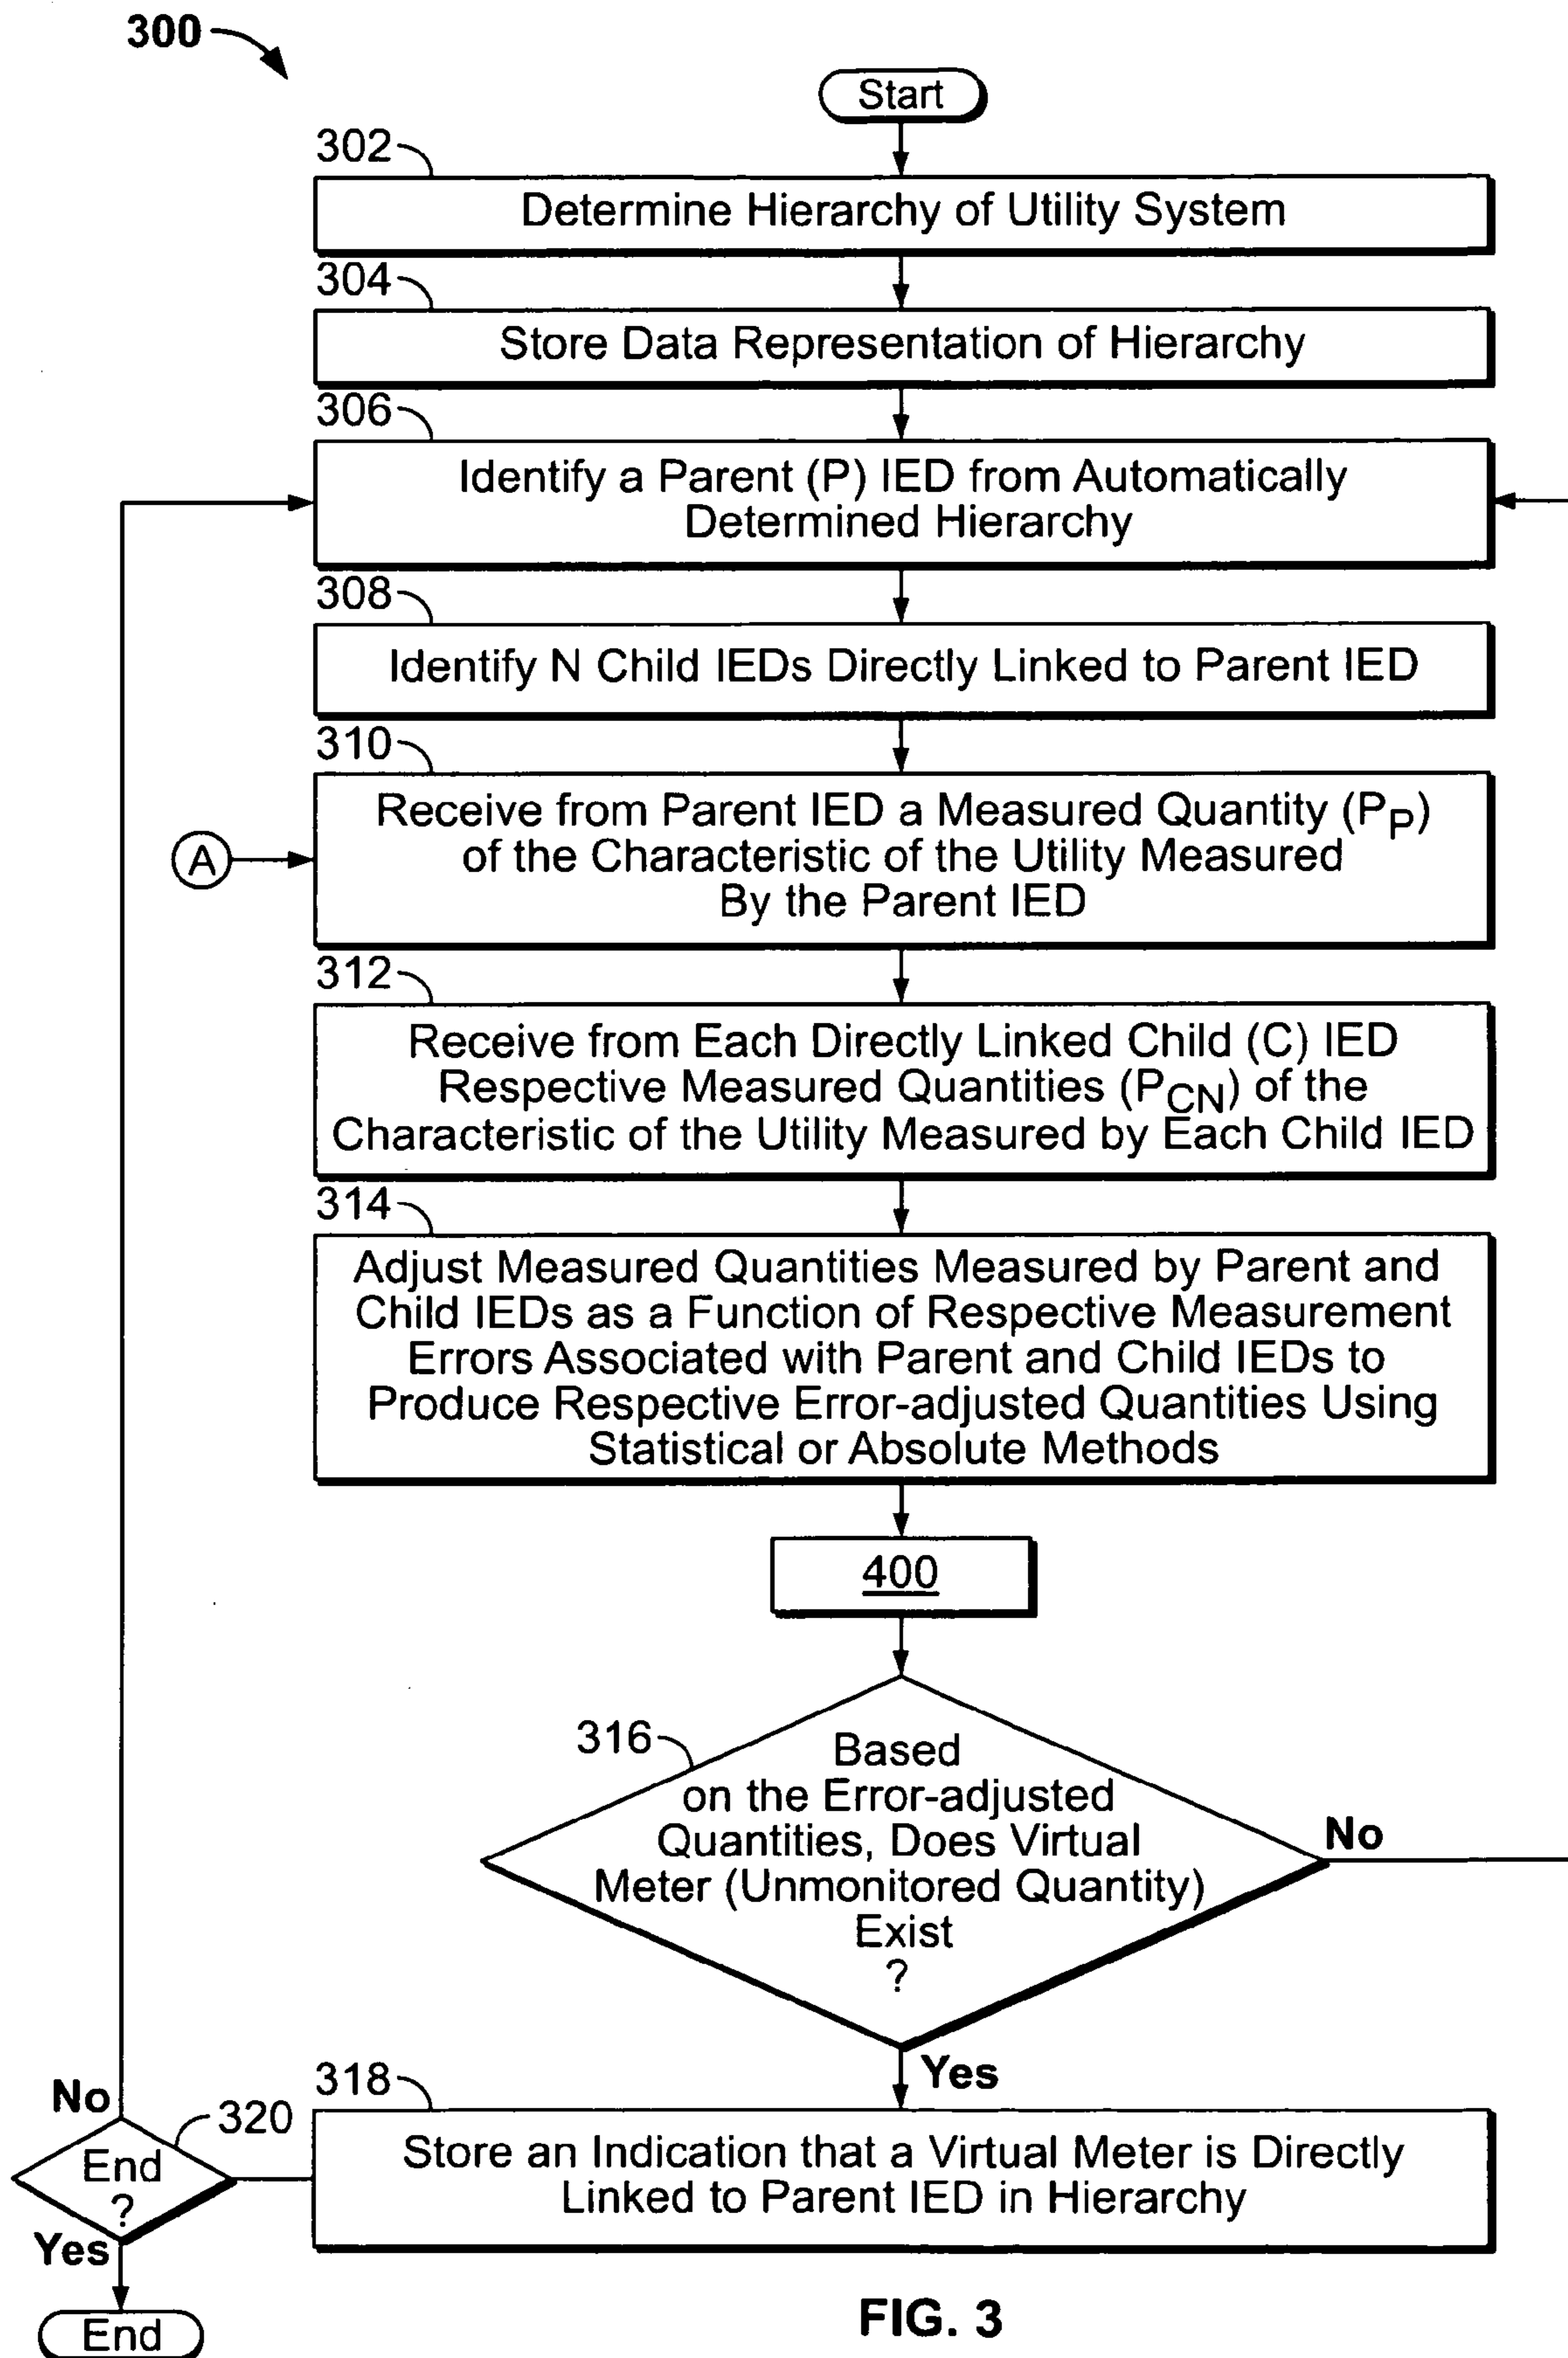 300
Start
302
Determine Hierarchy of Utility System
304
Store Data Representation of Hierarchy
306
Identify a Parent (P) IED from Automatically
Determined Hierarchy
308
Identify N Child IEDs Directly Linked to Parent IED
310
Receive from Parent IED a Measured Quantity (PP)
of the Characteristic of the Utility Measured
By the Parent IED
A
312
Receive from Each Directly Linked Child (C) IED
Respective Measured Quantities (PCN) of the
Characteristic of the Utility Measured by Each Child IED
314
Adjust Measured Quantities Measured by Parent and
Child IEDs as a Function of Respective Measurement
Errors Associated with Parent and Child IEDs to
Produce Respective Error-adjusted Quantities Using
Statistical or Absolute Methods
400
316
Based
on the Error-adjusted
Quantities, Does Virtual
Meter (Unmonitored Quantity)
Exist
?
No
Yes
318
Store an Indication that a Virtual Meter is Directly
Linked to Parent IED in Hierarchy
No
320
End
?
Yes
End
FIG. 3